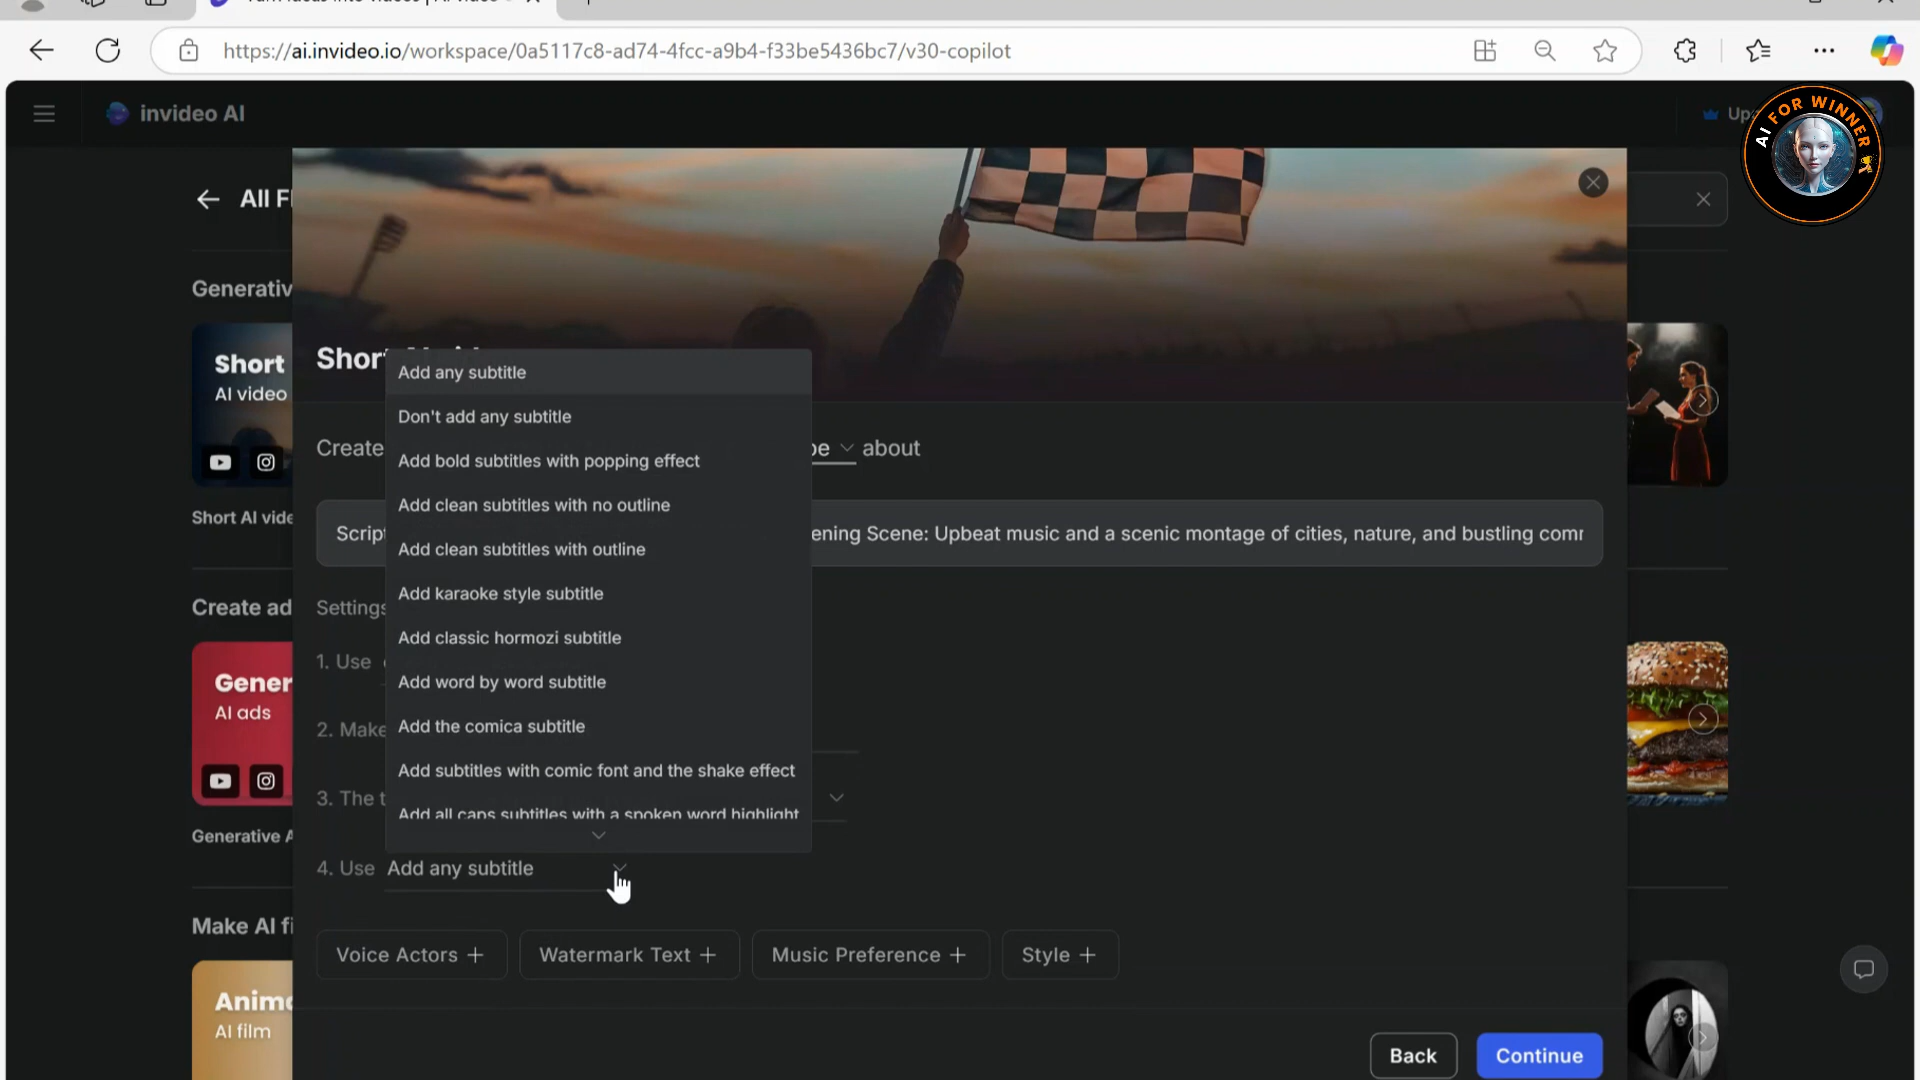 https://ai.invideo.io/workspace/0a5117c8-ad74-4fcc-a9b4-f33be5436bc7/v30-copilot
invideo AI
AI FOR WINNER
All
Generativ
Short
AI video
Short AI vide
Create ad
Gener
AI ads
Generative A
Make AI fi
Anima
AI film
Short
Add any subtitle
Don't add any subtitle
Create
about
Add bold subtitles with popping effect
Add clean subtitles with no outline
Script
ening Scene: Upbeat music and a scenic montage of cities, nature, and bustling comm
Add clean subtitles with outline
Add karaoke style subtitle
Settings
Add classic hormozi subtitle
1. Use
Add word by word subtitle
2. Make
Add the comica subtitle
Add subtitles with comic font and the shake effect
3. The t
Add all caps subtitles with a spoken word highlight
4. Use Add any subtitle
Voice Actors +
Watermark Text +
Music Preference +
Style +
Back
Continue